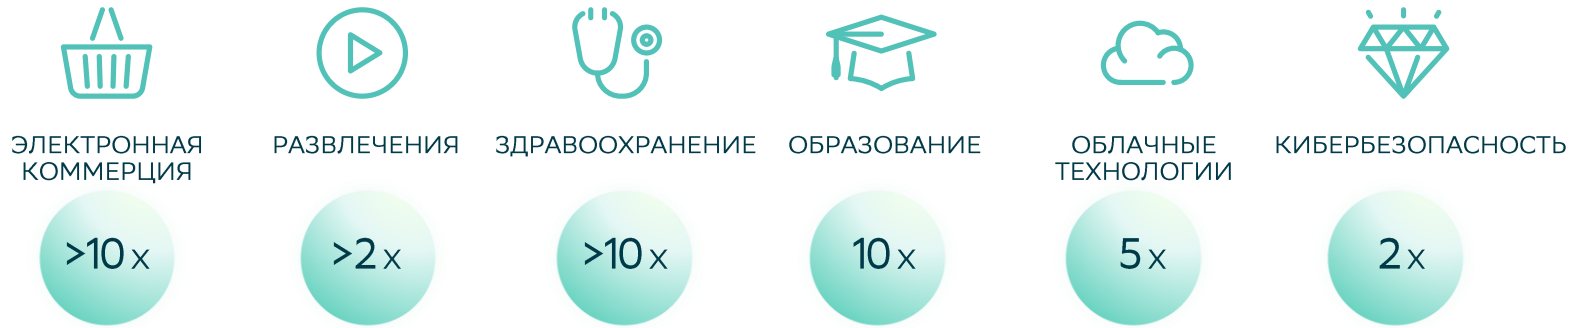 ЭЛЕКТРОННАЯ
КОММЕРЦИЯ
>10 x
РАЗВЛЕЧЕНИЯ
>2 x
ЗДРАВООХРАНЕНИЕ
>10 x
ОБРАЗОВАНИЕ
10 x
ОБЛАЧНЫЕ
ТЕХНОЛОГИИ
5 x
КИБЕРБЕЗОПАСНОСТЬ
2 x